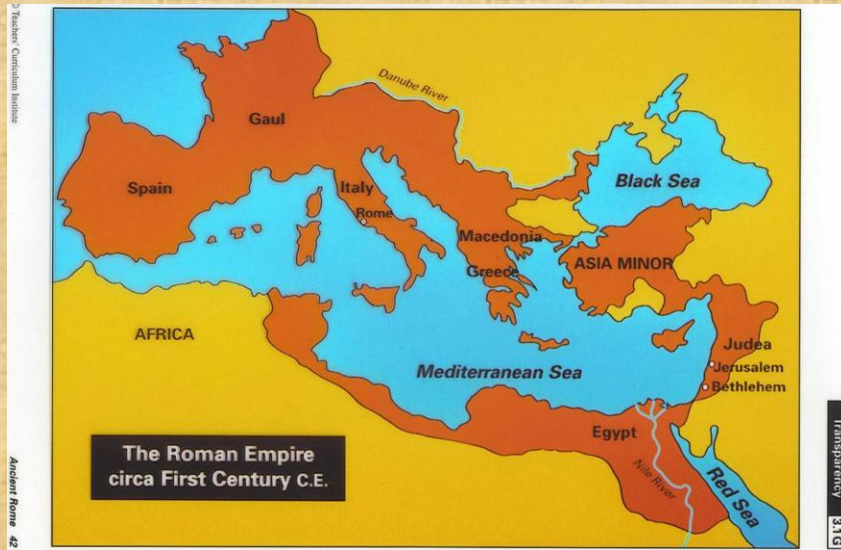 © Teachers' Curriculum Institute
Danube River
Gaul
Black Sea
Spain
Italy
Rome
Macedonia
ASIA MINOR
Greece
AFRICA
Judea
Jerusalem
Mediterranean Sea
Bethlehem
Egypt
The Roman Empire
circa First Century C.E.
Nile River
Red Sea
Transparency 3.1G
Ancient Rome 42